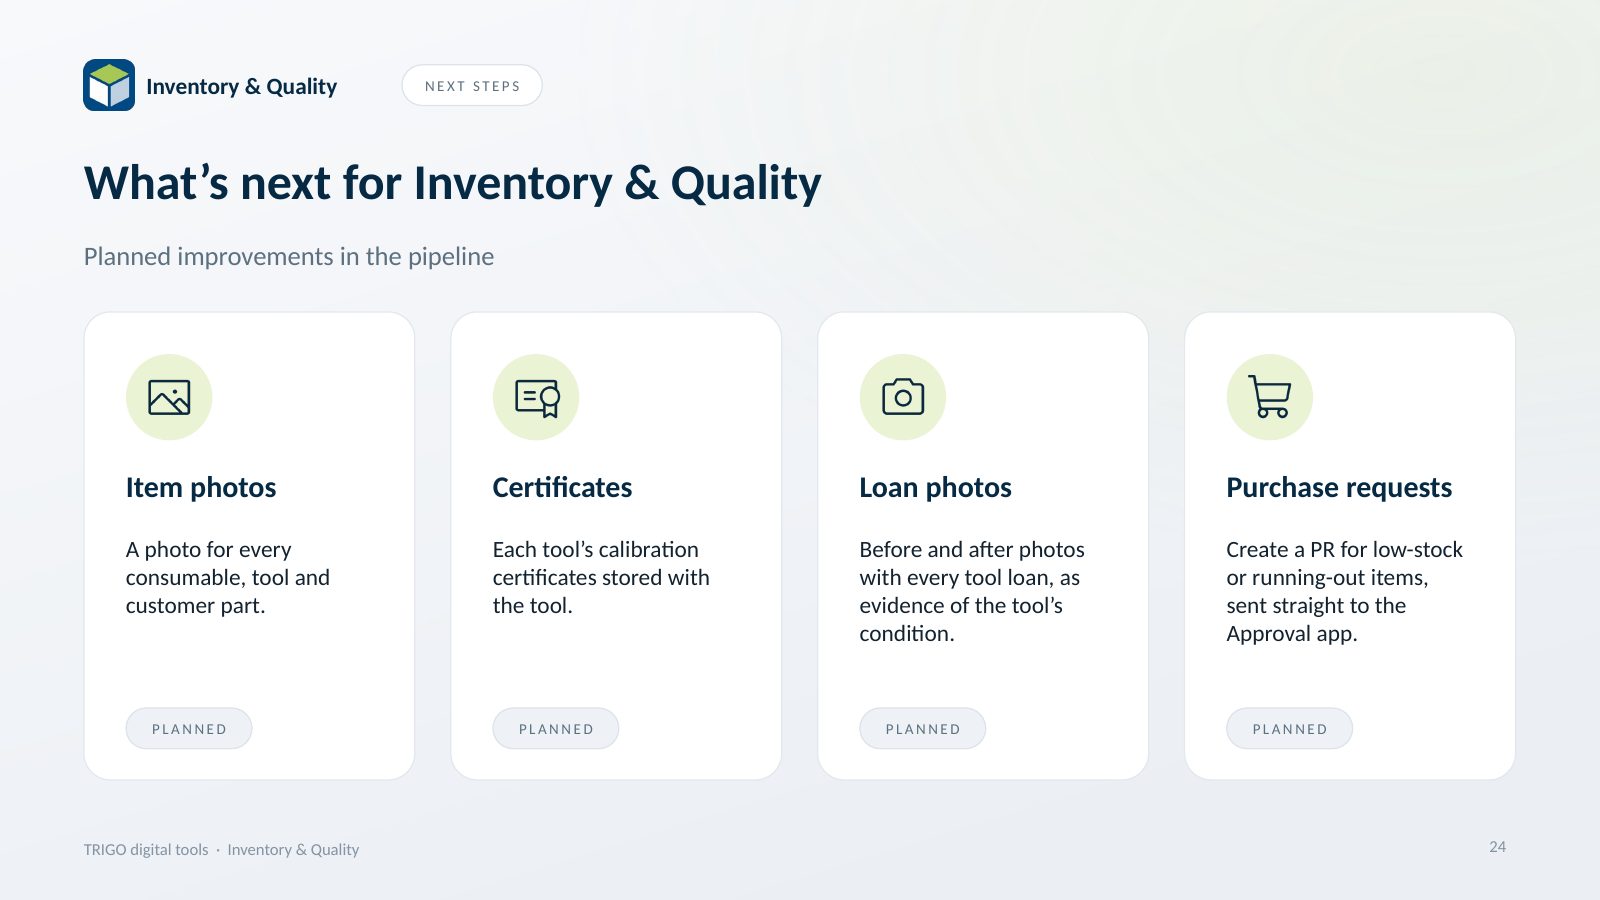 Inventory & Quality
NEXT STEPS
What’s next for Inventory & Quality
Planned improvements in the pipeline
Item photos
A photo for every
consumable, tool and
customer part.
PLANNED
Certificates
Each tool’s calibration
certificates stored with
the tool.
PLANNED
Loan photos
Before and after photos
with every tool loan, as
evidence of the tool’s
condition.
PLANNED
Purchase requests
Create a PR for low-stock
or running-out items,
sent straight to the
Approval app.
PLANNED
TRIGO digital tools · Inventory & Quality
24